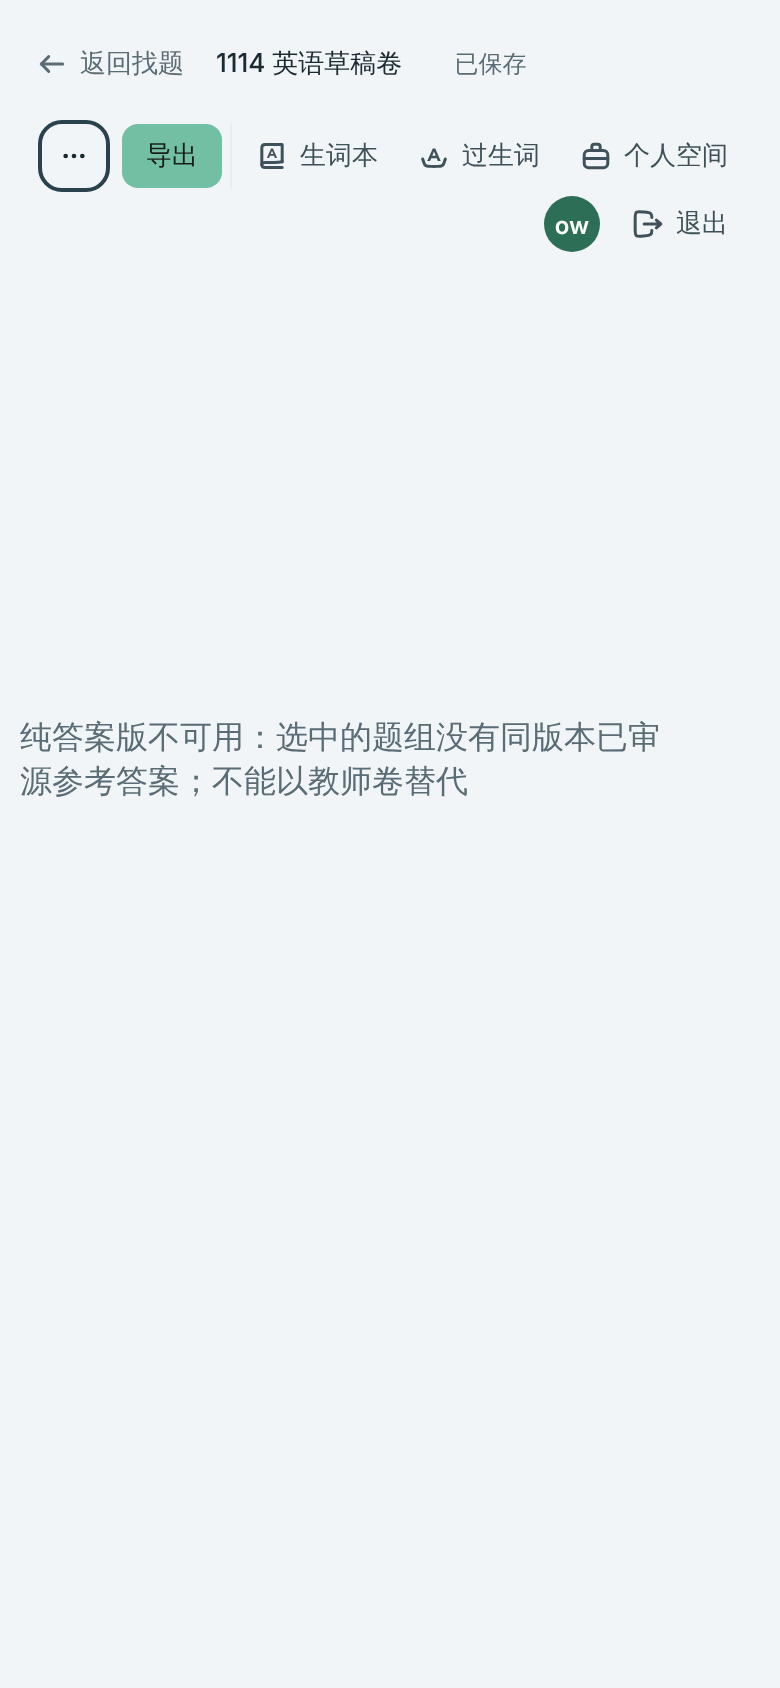 返回找题 1114 英语草稿卷 已保存
··· 导出 生词本 过生词 个人空间
ow 退出
纯答案版不可用：选中的题组没有同版本已审
源参考答案；不能以教师卷替代